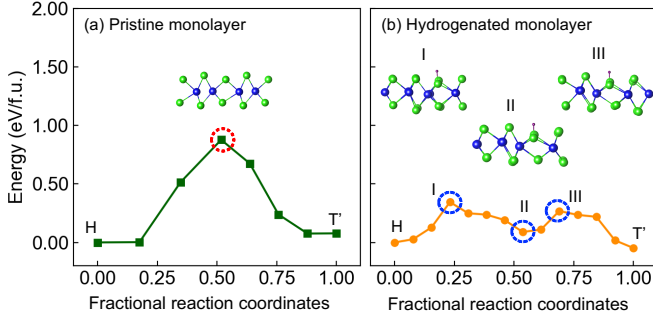 (a) Pristine monolayer
(b) Hydrogenated monolayer
Energy (eV/f.u.)
2.00
1.50
1.00
0.50
0.00
H
T’
I
II
III
I
II
III
H
T’
0.00
0.25
0.50
0.75
1.00
0.00
0.25
0.50
0.75
1.00
Fractional reaction coordinates
Fractional reaction coordinates